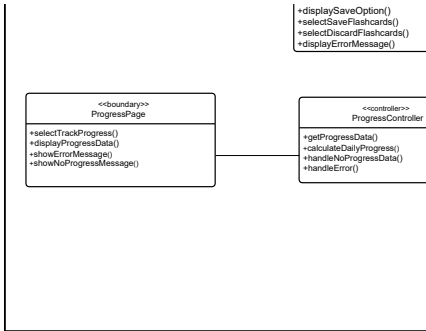 +displaySaveOption()
+selectSaveFlashcards()
+selectDiscardFlashcards()
+displayErrorMessage()
<<boundary>>
ProgressPage
+selectTrackProgress()
+displayProgressData()
+showErrorMessage()
+showNoProgressMessage()
<<controller>>
ProgressController
+getProgressData()
+calculateDailyProgress()
+handleNoProgressData()
+handleError()